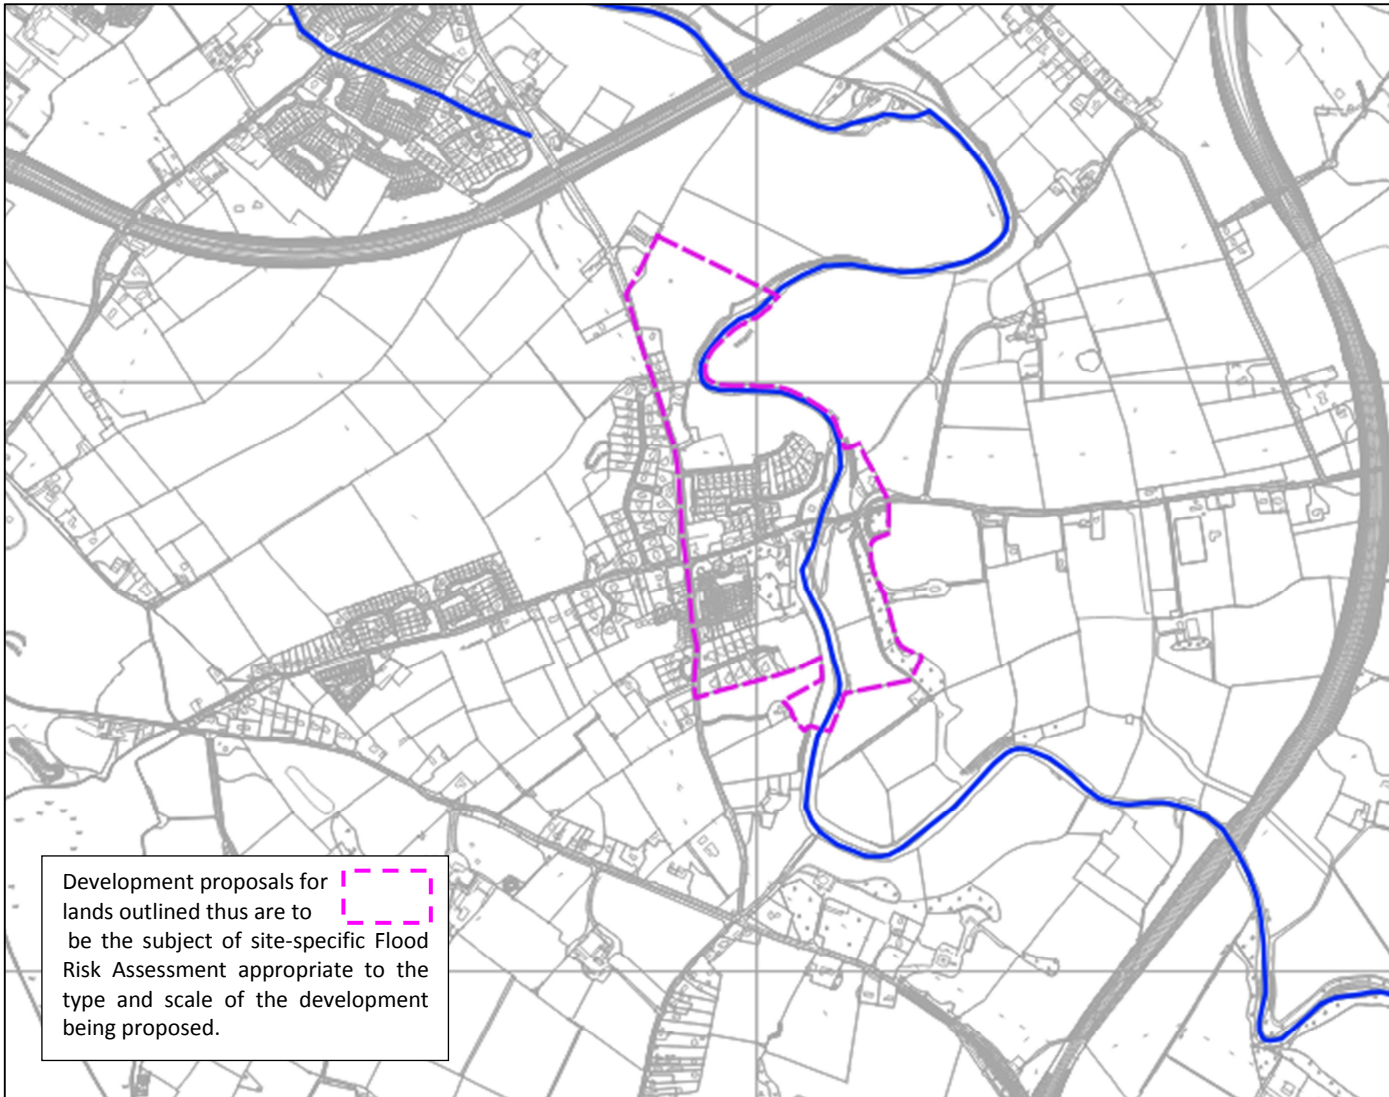 Development proposals for
lands outlined thus are to
be the subject of site-specific Flood
Risk Assessment appropriate to the
type and scale of the development
being proposed.